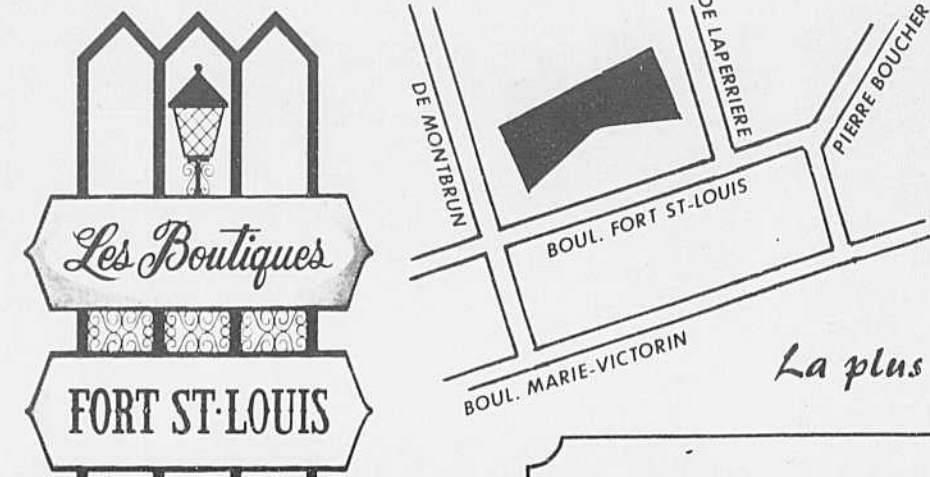 Les Boutiques
FORT ST-LOUIS
DE MONTBRUN
DE LAPERRIERE
PIERRE BOUCHER
BOUL. FORT ST-LOUIS
BOUL. MARIE-VICTORIN
La plus